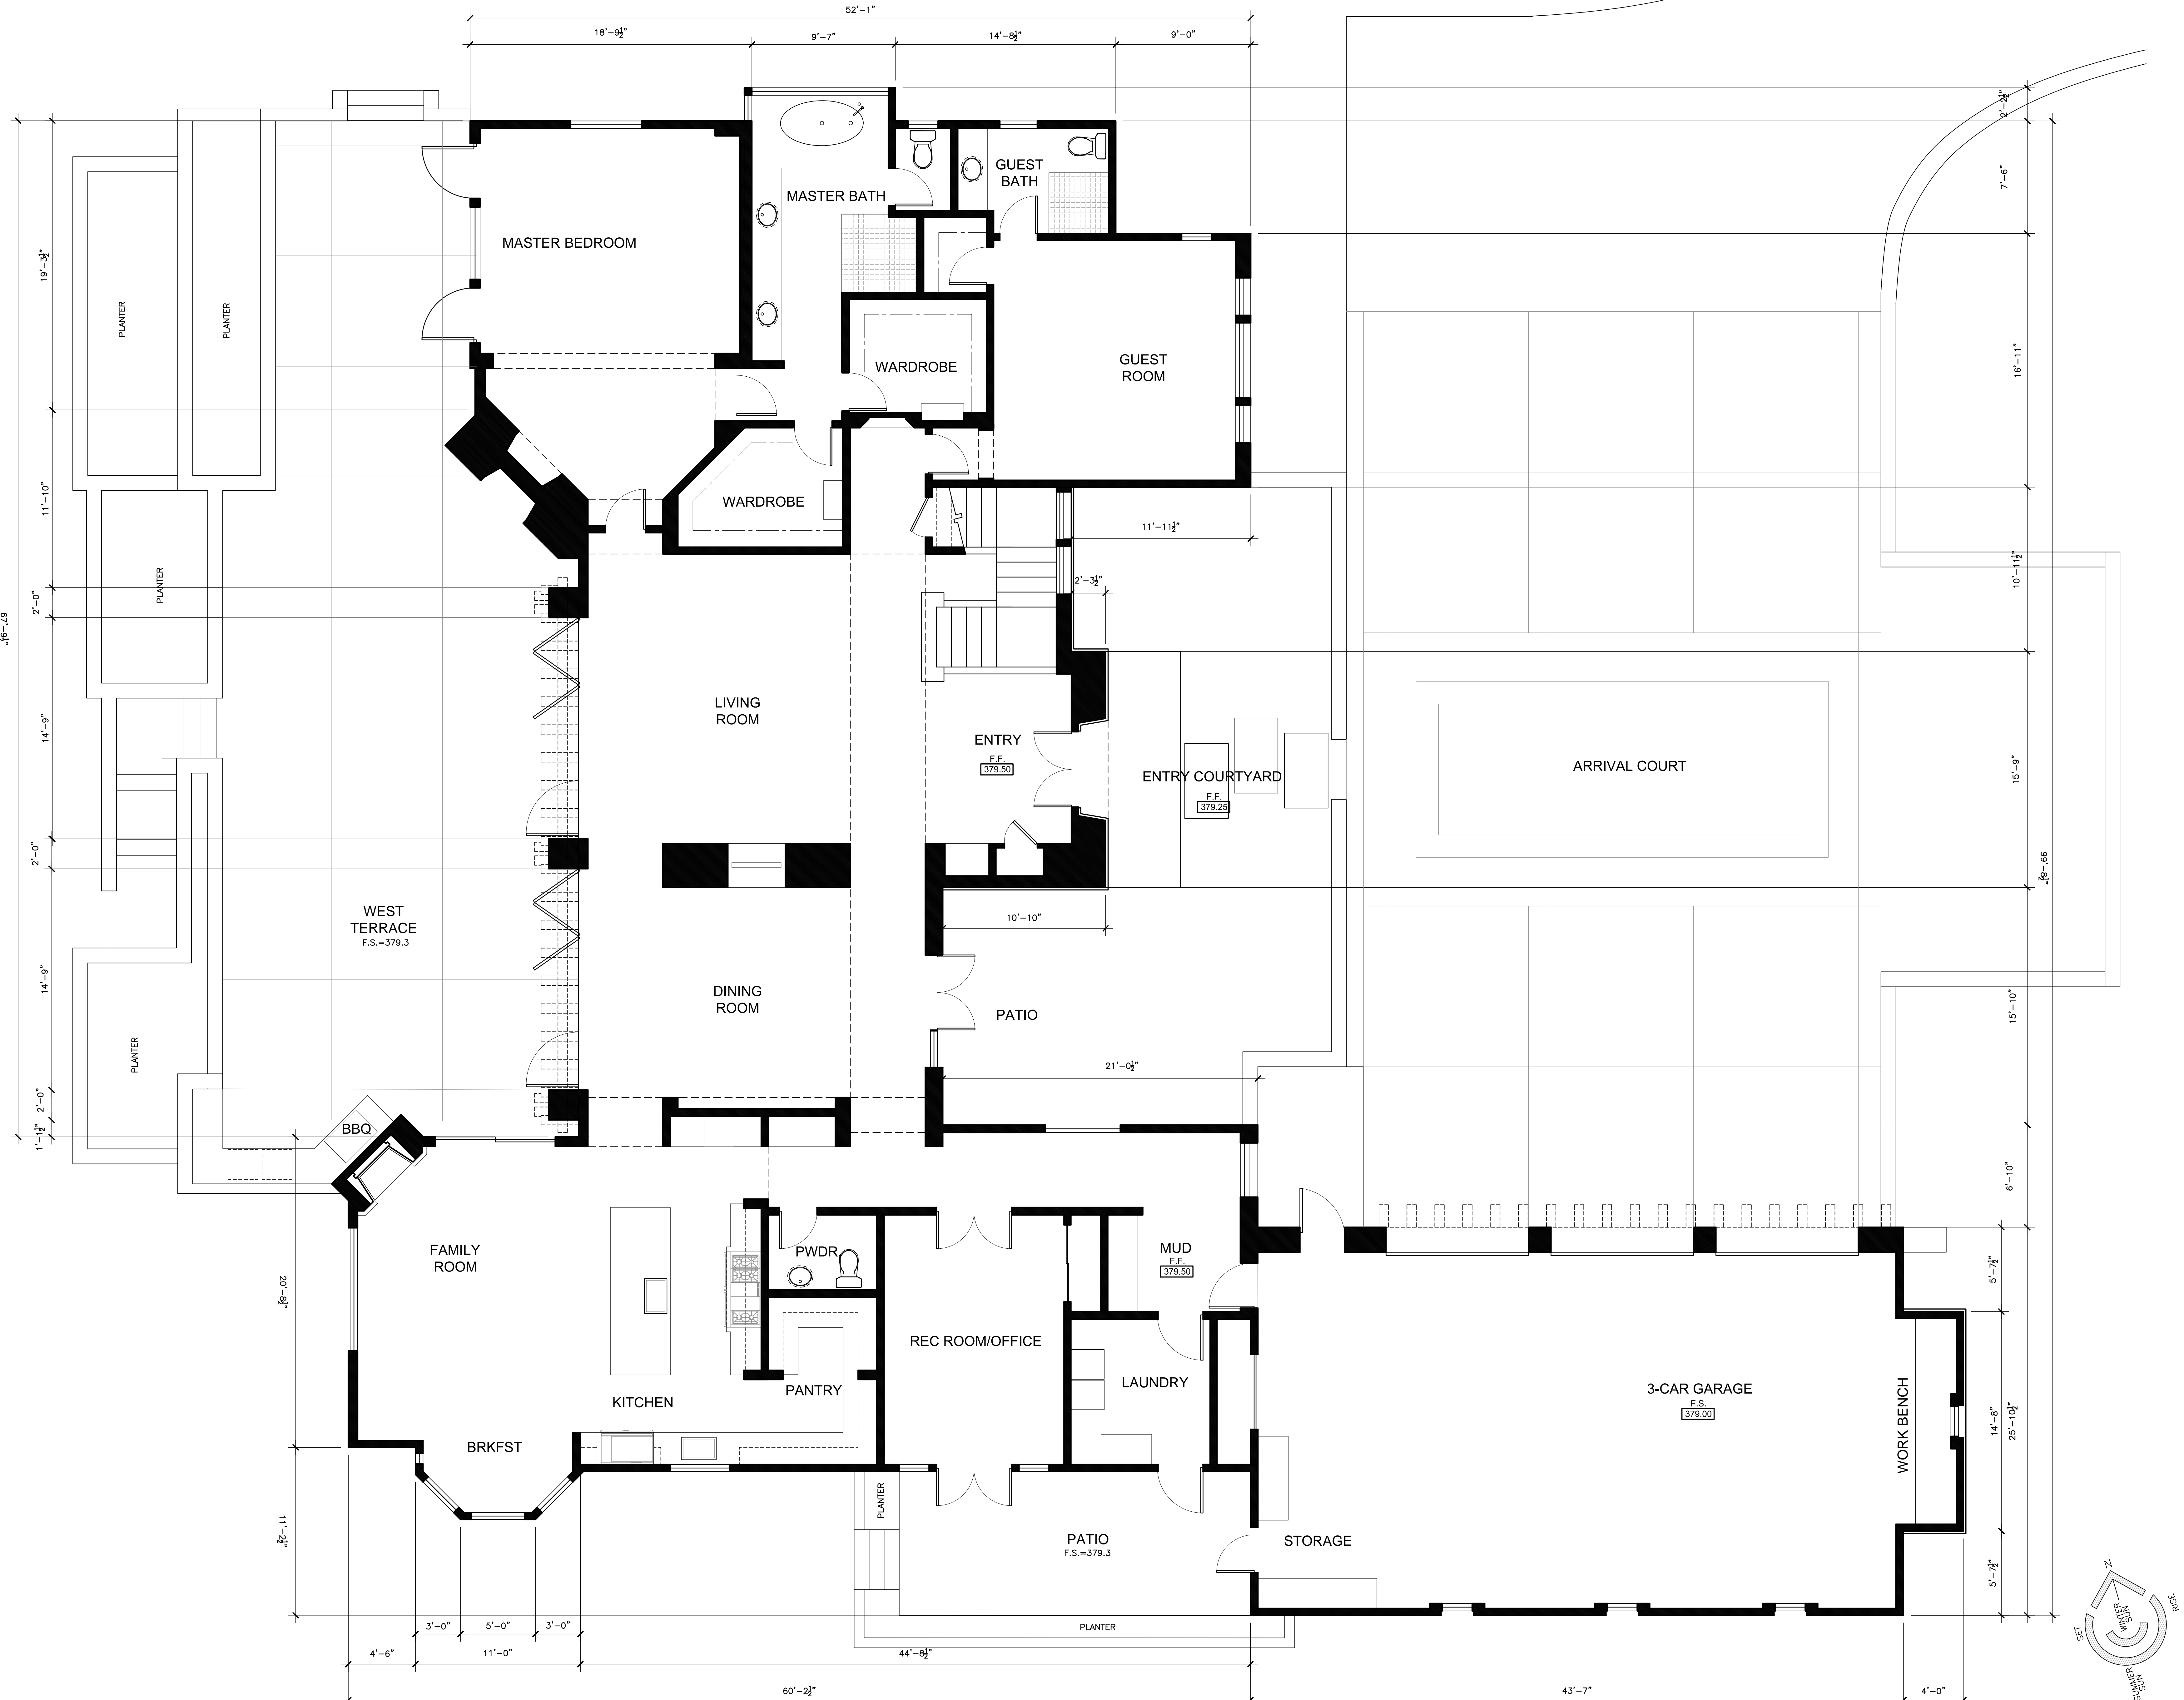 52'-1"
18'-9½"
9'-7"
14'-8½"
9'-0"
2'-2½"
7'-6"
GUEST
BATH
MASTER BATH
MASTER BEDROOM
19'-3½"
PLANTER
PLANTER
WARDROBE
GUEST
ROOM
16'-11"
WARDROBE
11'-10"
11'-11½"
10'-11½"
2'-3½"
PLANTER
2'-0"
67'-9½"
LIVING
ROOM
14'-9"
ENTRY
F.F.
379.50
ENTRY COURTYARD
F.F.
379.25
ARRIVAL COURT
15'-9"
2'-0"
99'-8½"
WEST
TERRACE
F.S.=379.3
10'-10"
14'-9"
DINING
ROOM
PATIO
15'-10"
PLANTER
21'-0½"
2'-0"
1'-1½"
BBQ
6'-10"
FAMILY
ROOM
PWDR.
MUD
F.F.
379.50
20'-8½"
5'-7½"
REC ROOM/OFFICE
PANTRY
LAUNDRY
KITCHEN
3-CAR GARAGE
F.S.
379.00
WORK BENCH
14'-8"
25'-10½"
BRKFST
PLANTER
11'-2½"
PATIO
F.S.=379.3
STORAGE
5'-7½"
3'-0"
5'-0"
3'-0"
PLANTER
4'-6"
11'-0"
44'-8½"
60'-2½"
43'-7"
4'-0"
N
RISE
WINTER
SUN
SET
SUMMER
SUN